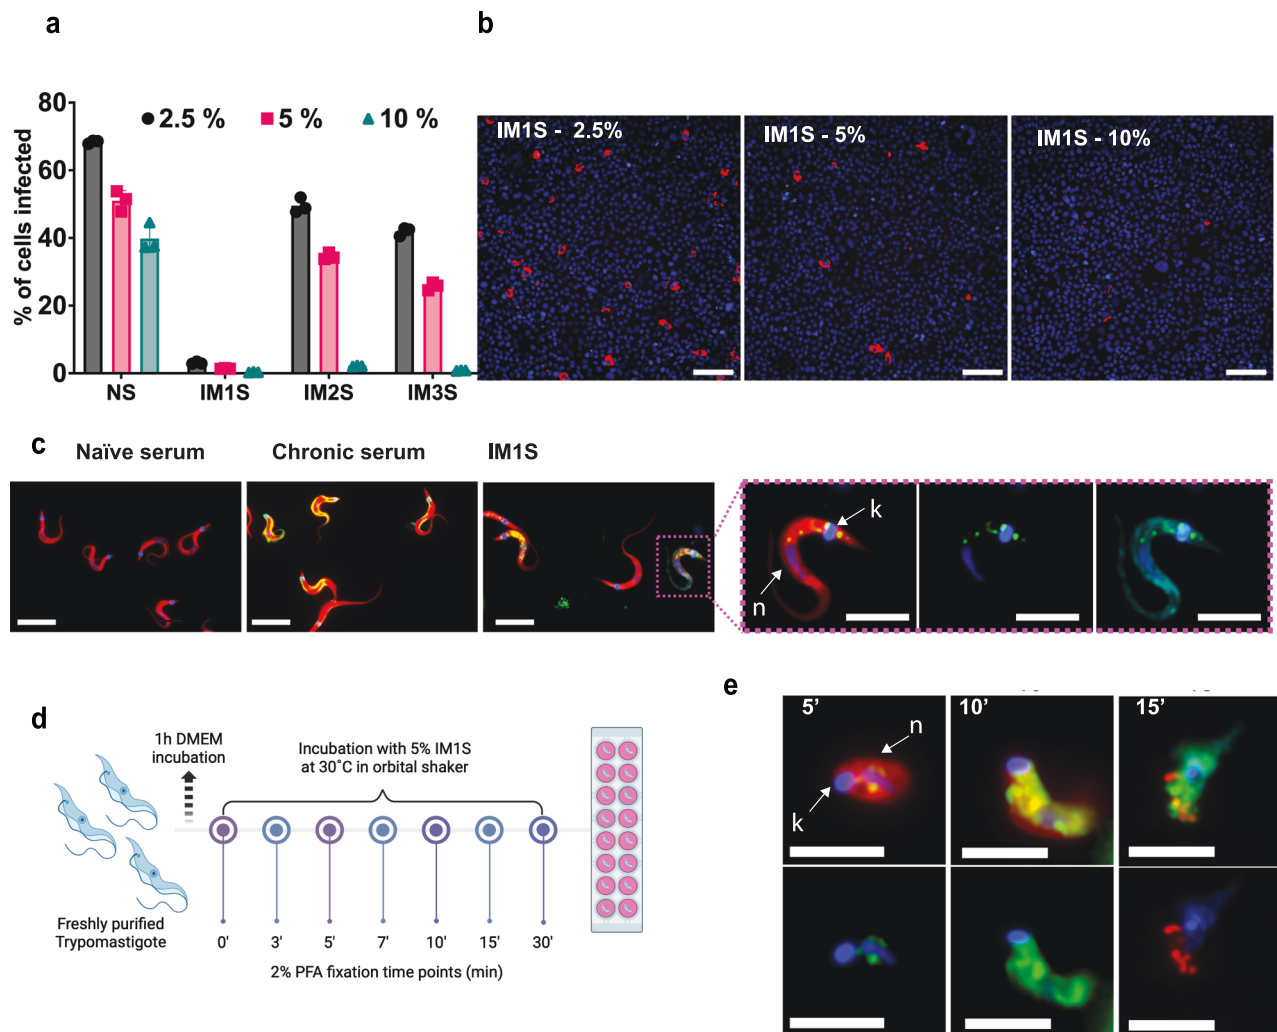 a
80
60
40
20
0
% of cells infected
2.5 %
5 %
10 %
NS
IM1S
IM2S
IM3S
b
IM1S - 2.5%
IM1S - 5%
IM1S - 10%
c
Naïve serum
Chronic serum
IM1S
k
n
d
1h DMEM
incubation
Incubation with 5% IM1S
at 30˚C in orbital shaker
Freshly purified
Trypomastigote
0'
3'
5'
7'
10'
15'
30'
2% PFA fixation time points (min)
e
5’
10’
15’
n
k